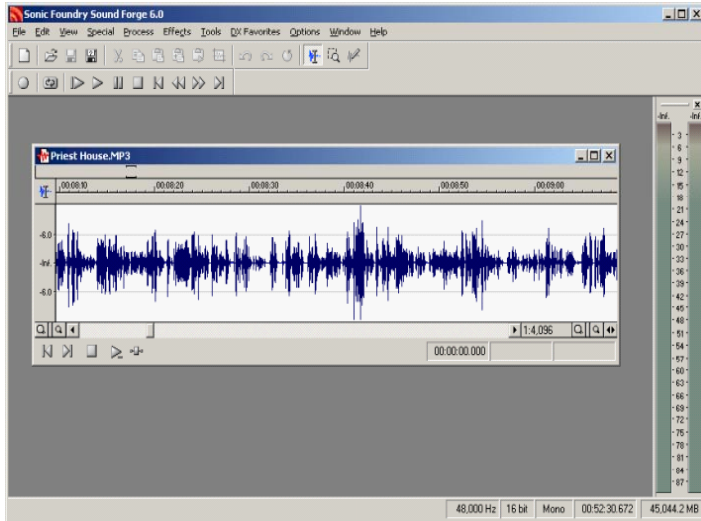 Sonic Foundry Sound Forge 6.0
File Edit View Special Process Effects Tools DX Favorites Options Window Help
-Inf. -Inf.
Priest House.MP3
00:08:10 00:08:20 00:08:30 00:08:40 00:08:50 00:09:00
-6.0
-Inf.
-6.0
1:4,096
00:00:00.000
- 3 -
- 6 -
- 9 -
- 12 -
- 15 -
- 18 -
- 21 -
- 24 -
- 27 -
- 30 -
- 33 -
- 36 -
- 39 -
- 42 -
- 45 -
- 48 -
- 51 -
- 54 -
- 57 -
- 60 -
- 63 -
- 66 -
- 69 -
- 72 -
- 75 -
- 78 -
- 81 -
- 84 -
- 87 -
48,000 Hz 16 bit Mono 00:52:30.672 45,044.2 MB